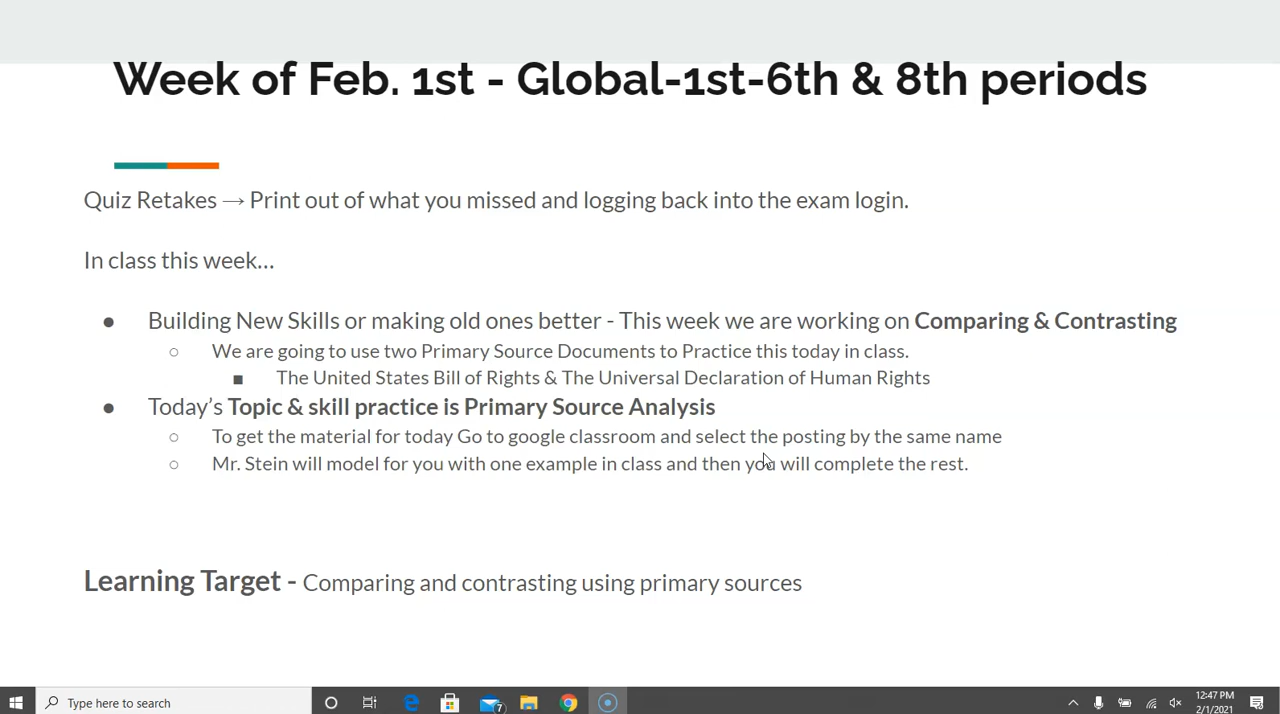 Week of Feb. 1st - Global-1st-6th & 8th periods
Quiz Retakes → Print out of what you missed and logging back into the exam login.
In class this week...
● Building New Skills or making old ones better - This week we are working on Comparing & Contrasting
○ We are going to use two Primary Source Documents to Practice this today in class.
■ The United States Bill of Rights & The Universal Declaration of Human Rights
● Today's Topic & skill practice is Primary Source Analysis
○ To get the material for today Go to google classroom and select the posting by the same name
○ Mr. Stein will model for you with one example in class and then you will complete the rest.
Learning Target - Comparing and contrasting using primary sources
Type here to search
7
12:47 PM
2/1/2021